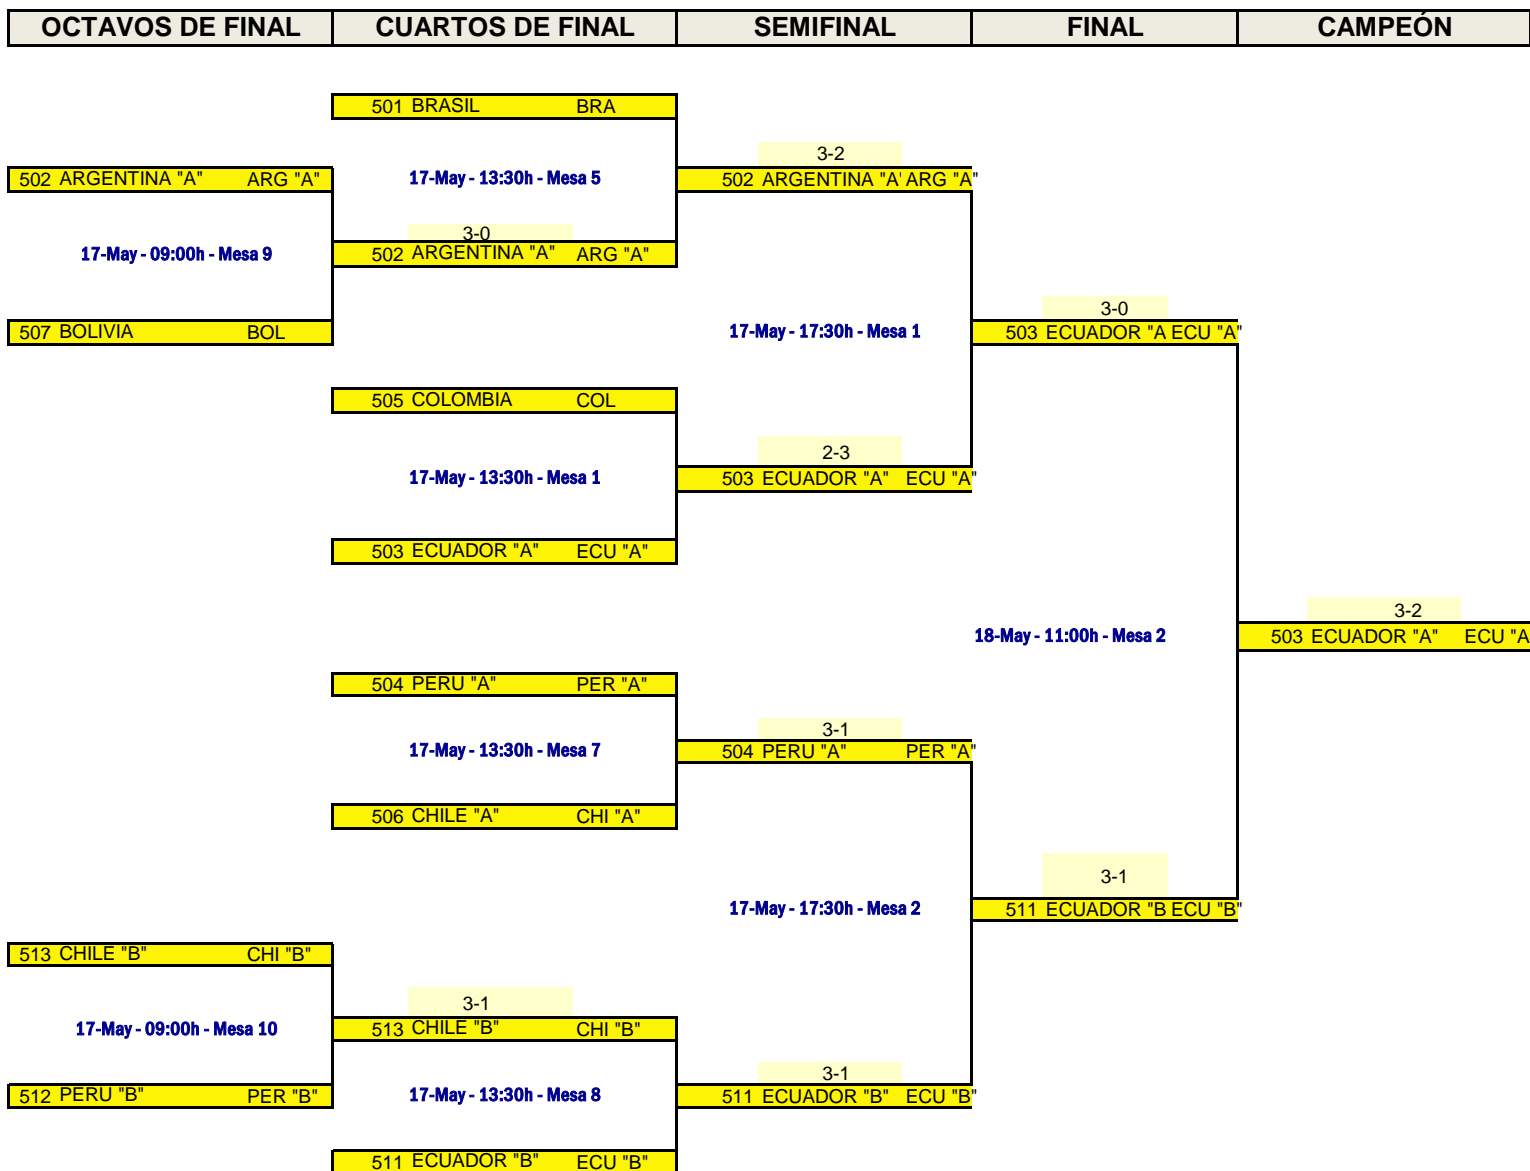 OCTAVOS DE FINAL CUARTOS DE FINAL SEMIFINAL FINAL CAMPEÓN
501 BRASIL BRA
3-2
502 ARGENTINA "A" ARG "A" 17-May - 13:30h - Mesa 5 502 ARGENTINA "A' ARG "A"
3-0
17-May - 09:00h - Mesa 9 502 ARGENTINA "A" ARG "A"
3-0
507 BOLIVIA BOL 17-May - 17:30h - Mesa 1 503 ECUADOR "A ECU "A"
505 COLOMBIA COL
2-3
17-May - 13:30h - Mesa 1 503 ECUADOR "A" ECU "A"
503 ECUADOR "A" ECU "A"
3-2
18-May - 11:00h - Mesa 2 503 ECUADOR "A" ECU "A
504 PERU "A" PER "A"
3-1
17-May - 13:30h - Mesa 7 504 PERU "A" PER "A"
506 CHILE "A" CHI "A"
3-1
17-May - 17:30h - Mesa 2 511 ECUADOR "B ECU "B"
513 CHILE "B" CHI "B"
3-1
17-May - 09:00h - Mesa 10 513 CHILE "B" CHI "B"
3-1
512 PERU "B" PER "B" 17-May - 13:30h - Mesa 8 511 ECUADOR "B" ECU "B"
511 ECUADOR "B" ECU "B"